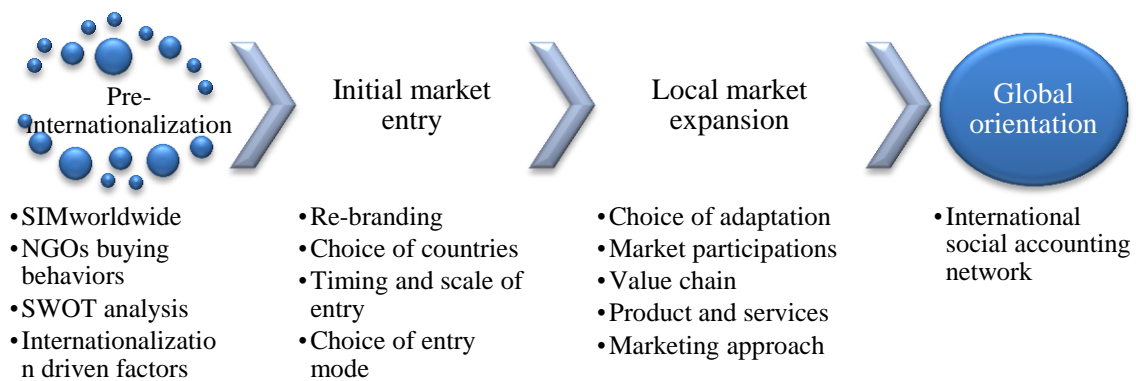 Pre-
internationalization
Initial market
entry
Local market
expansion
Global
orientation
•SIMworldwide
•NGOs buying
behaviors
•SWOT analysis
•Internationalizatio
n driven factors
•Re-branding
•Choice of countries
•Timing and scale of
entry
•Choice of entry
mode
•Choice of adaptation
•Market participations
•Value chain
•Product and services
•Marketing approach
•International
social accounting
network